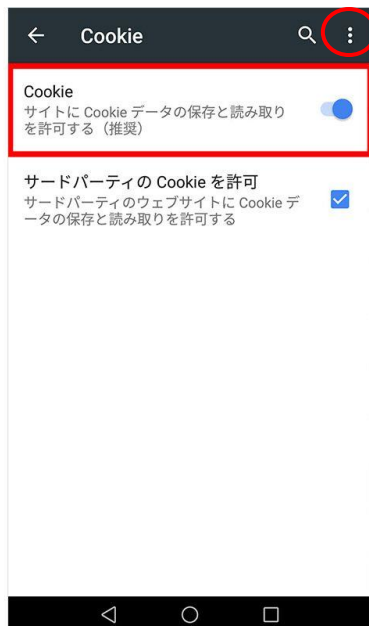 Cookie
Cookie
サイトに Cookie データの保存と読み取り
を許可する（推奨）
サードパーティの Cookie を許可
サードパーティのウェブサイトに Cookie デ
ータの保存と読み取りを許可する